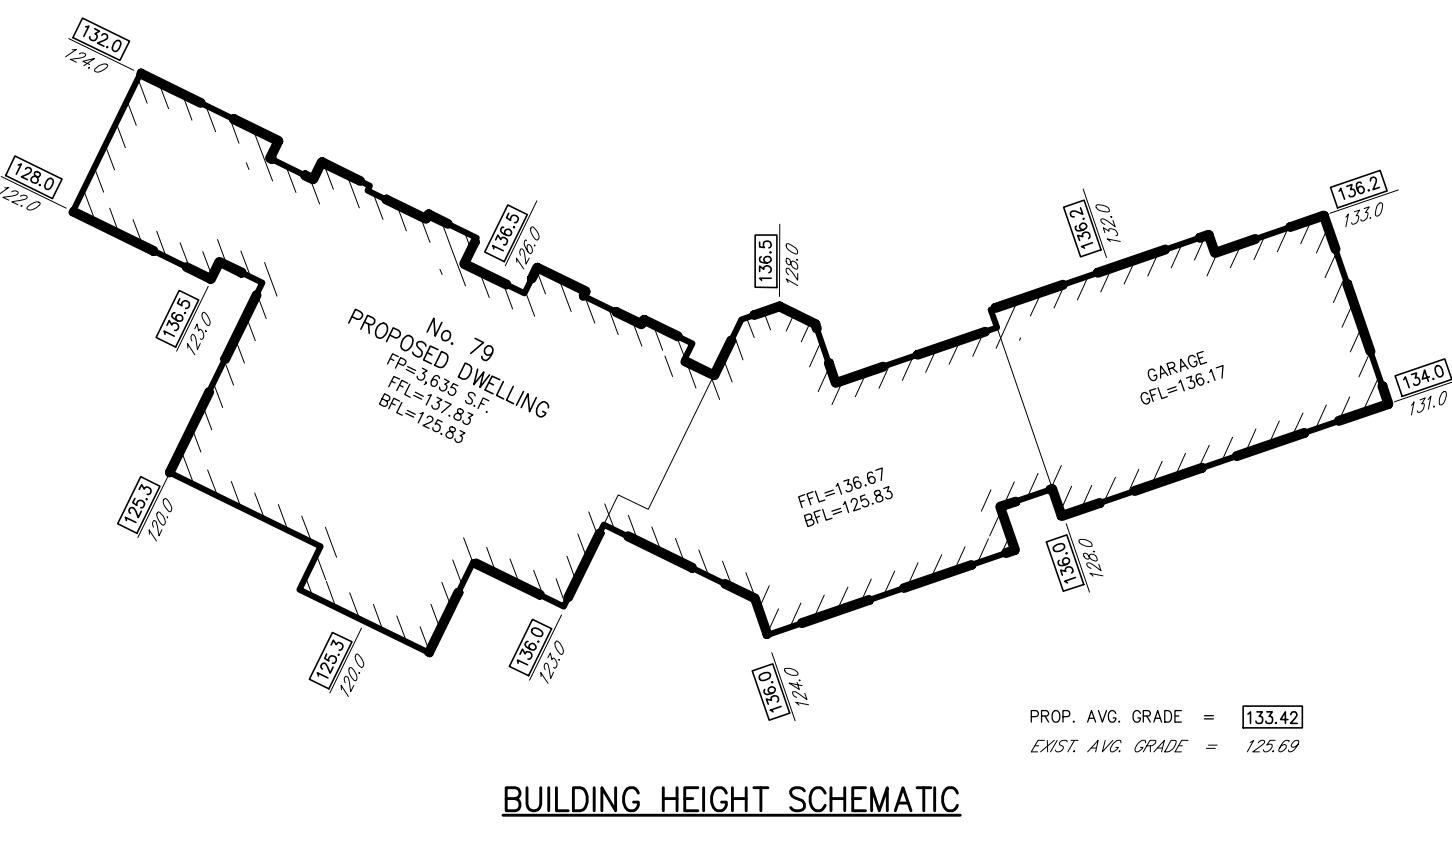 132.0
124.0
128.0
122.0
136.5
126.0
136.5
128.0
136.2
132.0
136.2
133.0
136.5
123.0
No. 79
PROPOSED DWELLING
FP=3,635 S.F.
FFL=137.83
BFL=125.83
GARAGE
GFL=136.17
134.0
131.0
125.3
120.0
FFL=136.67
BFL=125.83
136.0
128.0
125.3
120.0
136.0
123.0
136.0
124.0
PROP. AVG. GRADE = 133.42
EXIST. AVG. GRADE = 125.69
BUILDING HEIGHT SCHEMATIC